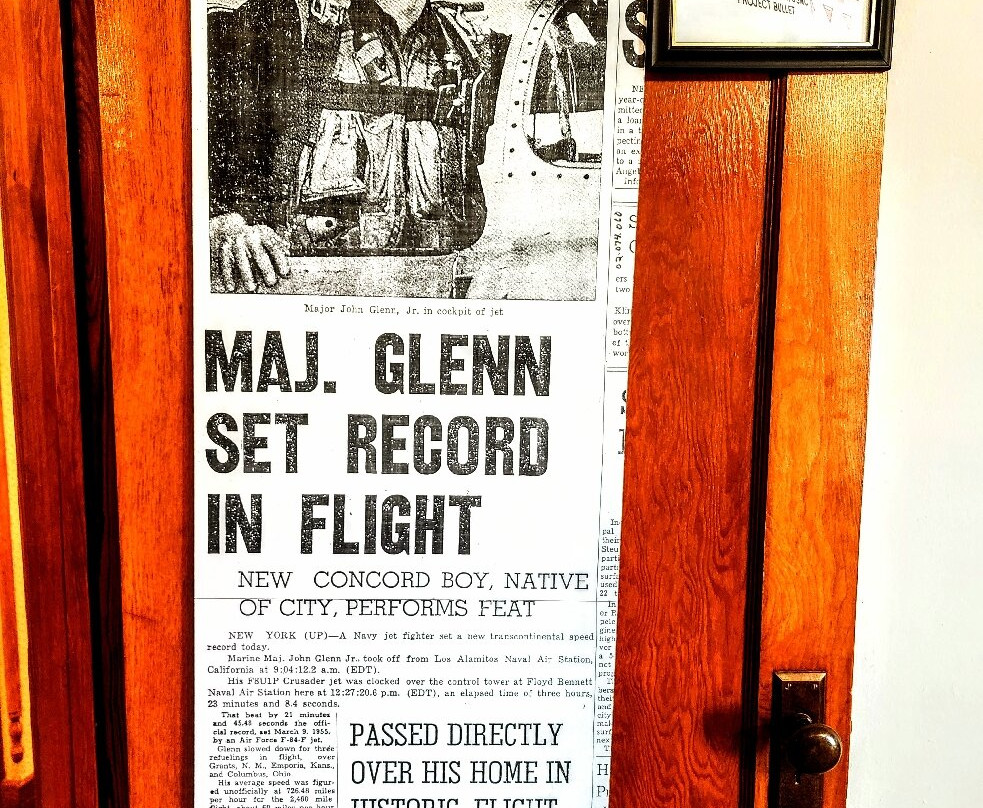 PROJECT BULLET
Major John Glenn, Jr. in cockpit of jet
MAJ. GLENN
SET RECORD
IN FLIGHT
NEW CONCORD BOY, NATIVE
OF CITY, PERFORMS FEAT
NEW YORK (UP)—A Navy jet fighter set a new transcontinental speed
record today.
Marine Maj. John Glenn Jr., took off from Los Alamitos Naval Air Station,
California at 9:04:12.2 a.m. (EDT).
His F8U1P Crusader jet was clocked over the control tower at Floyd Bennett
Naval Air Station here at 12:27:20.6 p.m. (EDT), an elapsed time of three hours,
23 minutes and 8.4 seconds.
That beat by 21 minutes
and 45.48 seconds the offi-
cial record, set March 9, 1955,
by an Air Force F-84-F jet.
Glenn slowed down for three
refuelings in flight, over
Grants, N. M., Emporia, Kans.,
and Columbus, Ohio
His average speed was figur-
ed unofficially at 726.48 miles
per hour for the 2,460 mile
flight, about 60 miles per hour
PASSED DIRECTLY
OVER HIS HOME IN
HISTORIC FLIGHT